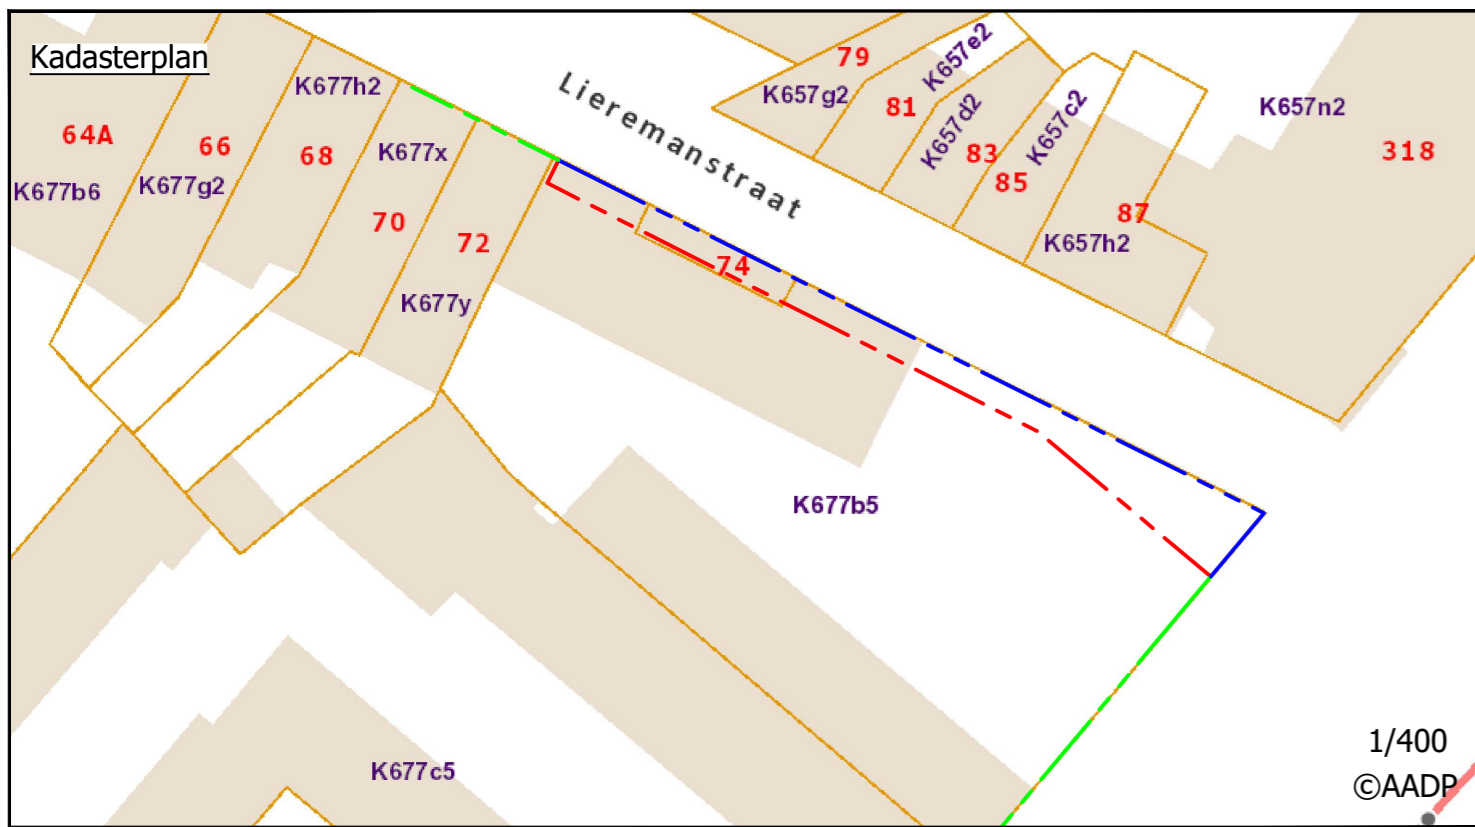 Kadasterplan
Lieremanstraat
79
K657e2
K657g2
81
K657d2
83
K657c2
85
K657n2
318
87
K657h2
K677h2
64A
66
68
K677x
K677b6
K677g2
70
72
K677y
74
K677b5
K677c5
1/400
©AADP